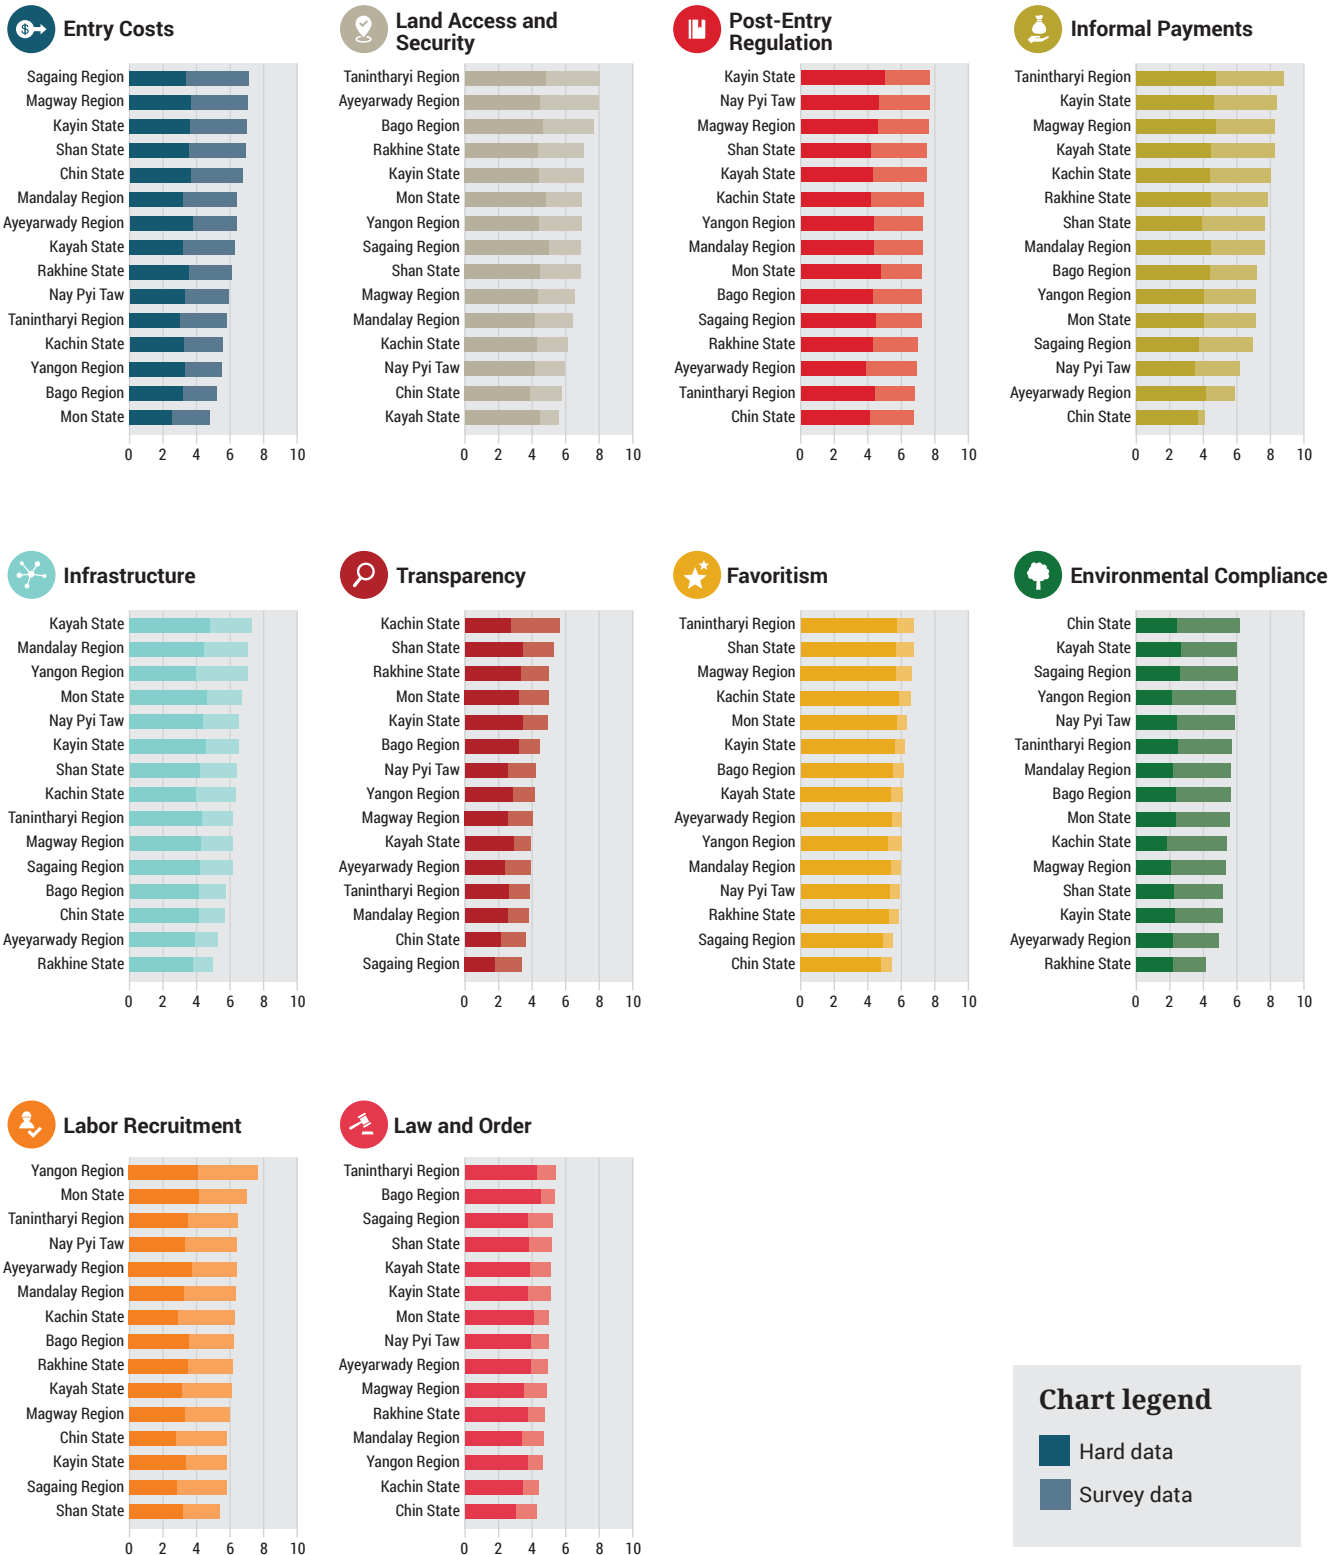 Entry Costs
Sagaing Region
Magway Region
Kayin State
Shan State
Chin State
Mandalay Region
Ayeyarwady Region
Kayah State
Rakhine State
Nay Pyi Taw
Tanintharyi Region
Kachin State
Yangon Region
Bago Region
Mon State
0 2 4 6 8 10
Land Access and
Security
Tanintharyi Region
Ayeyarwady Region
Bago Region
Rakhine State
Kayin State
Mon State
Yangon Region
Sagaing Region
Shan State
Magway Region
Mandalay Region
Kachin State
Nay Pyi Taw
Chin State
Kayah State
0 2 4 6 8 10
Post-Entry
Regulation
Kayin State
Nay Pyi Taw
Magway Region
Shan State
Kayah State
Kachin State
Yangon Region
Mandalay Region
Mon State
Bago Region
Sagaing Region
Rakhine State
Ayeyarwady Region
Tanintharyi Region
Chin State
0 2 4 6 8 10
Informal Payments
Tanintharyi Region
Kayin State
Magway Region
Kayah State
Kachin State
Rakhine State
Shan State
Mandalay Region
Bago Region
Yangon Region
Mon State
Sagaing Region
Nay Pyi Taw
Ayeyarwady Region
Chin State
0 2 4 6 8 10
Infrastructure
Kayah State
Mandalay Region
Yangon Region
Mon State
Nay Pyi Taw
Kayin State
Shan State
Kachin State
Tanintharyi Region
Magway Region
Sagaing Region
Bago Region
Chin State
Ayeyarwady Region
Rakhine State
0 2 4 6 8 10
Transparency
Kachin State
Shan State
Rakhine State
Mon State
Kayin State
Bago Region
Nay Pyi Taw
Yangon Region
Magway Region
Kayah State
Ayeyarwady Region
Tanintharyi Region
Mandalay Region
Chin State
Sagaing Region
0 2 4 6 8 10
Favoritism
Tanintharyi Region
Shan State
Magway Region
Kachin State
Mon State
Kayin State
Bago Region
Kayah State
Ayeyarwady Region
Yangon Region
Mandalay Region
Nay Pyi Taw
Rakhine State
Sagaing Region
Chin State
0 2 4 6 8 10
Environmental Compliance
Chin State
Kayah State
Sagaing Region
Yangon Region
Nay Pyi Taw
Tanintharyi Region
Mandalay Region
Bago Region
Mon State
Kachin State
Magway Region
Shan State
Kayin State
Ayeyarwady Region
Rakhine State
0 2 4 6 8 10
Labor Recruitment
Yangon Region
Mon State
Tanintharyi Region
Nay Pyi Taw
Ayeyarwady Region
Mandalay Region
Kachin State
Bago Region
Rakhine State
Kayah State
Magway Region
Chin State
Kayin State
Sagaing Region
Shan State
0 2 4 6 8 10
Law and Order
Tanintharyi Region
Bago Region
Sagaing Region
Shan State
Kayah State
Kayin State
Mon State
Nay Pyi Taw
Ayeyarwady Region
Magway Region
Rakhine State
Mandalay Region
Yangon Region
Kachin State
Chin State
0 2 4 6 8 10
Chart legend
Hard data
Survey data